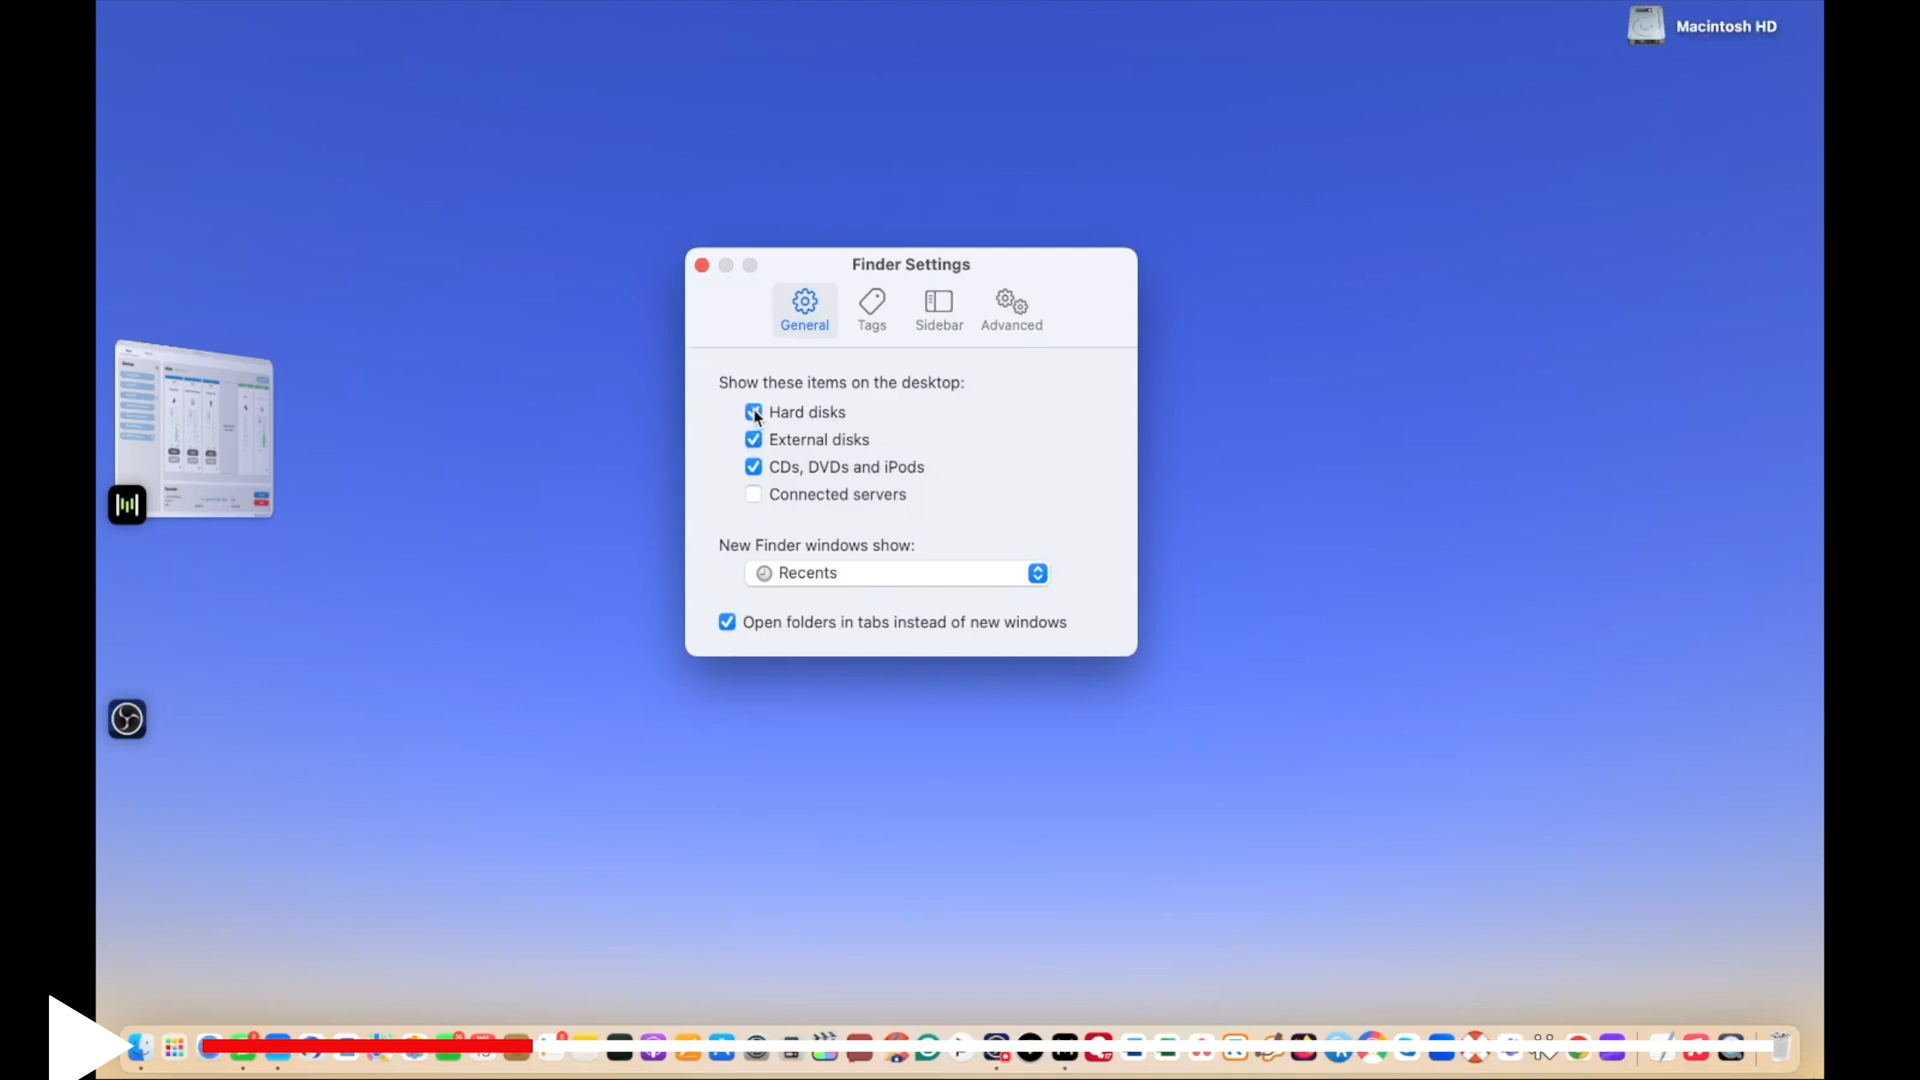 Macintosh HD
Finder Settings
General
Tags
Sidebar
Advanced
Show these items on the desktop:
Hard disks
External disks
CDs, DVDs and iPods
Connected servers
New Finder windows show:
Recents
Open folders in tabs instead of new windows